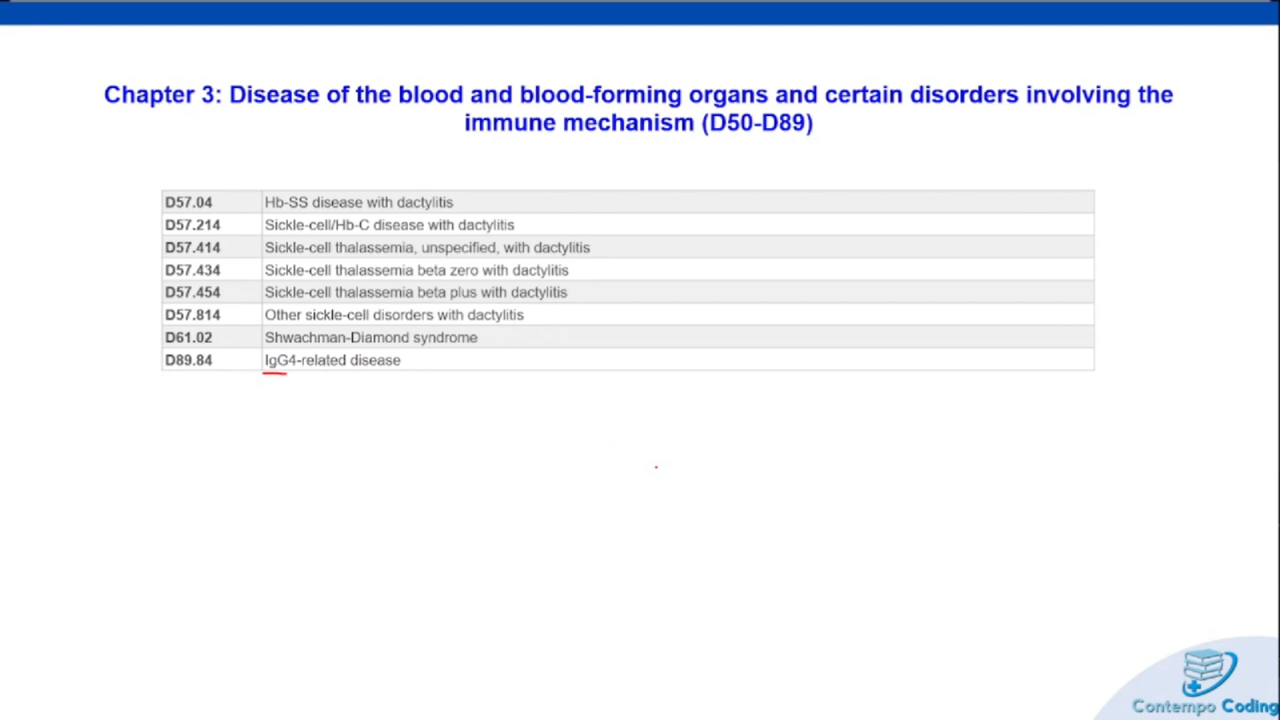 Chapter 3: Disease of the blood and blood-forming organs and certain disorders involving the
immune mechanism (D50-D89)
D57.04 Hb-SS disease with dactylitis
D57.214 Sickle-cell/Hb-C disease with dactylitis
D57.414 Sickle-cell thalassemia, unspecified, with dactylitis
D57.434 Sickle-cell thalassemia beta zero with dactylitis
D57.454 Sickle-cell thalassemia beta plus with dactylitis
D57.814 Other sickle-cell disorders with dactylitis
D61.02 Shwachman-Diamond syndrome
D89.84 IgG4-related disease
Contempo Coding